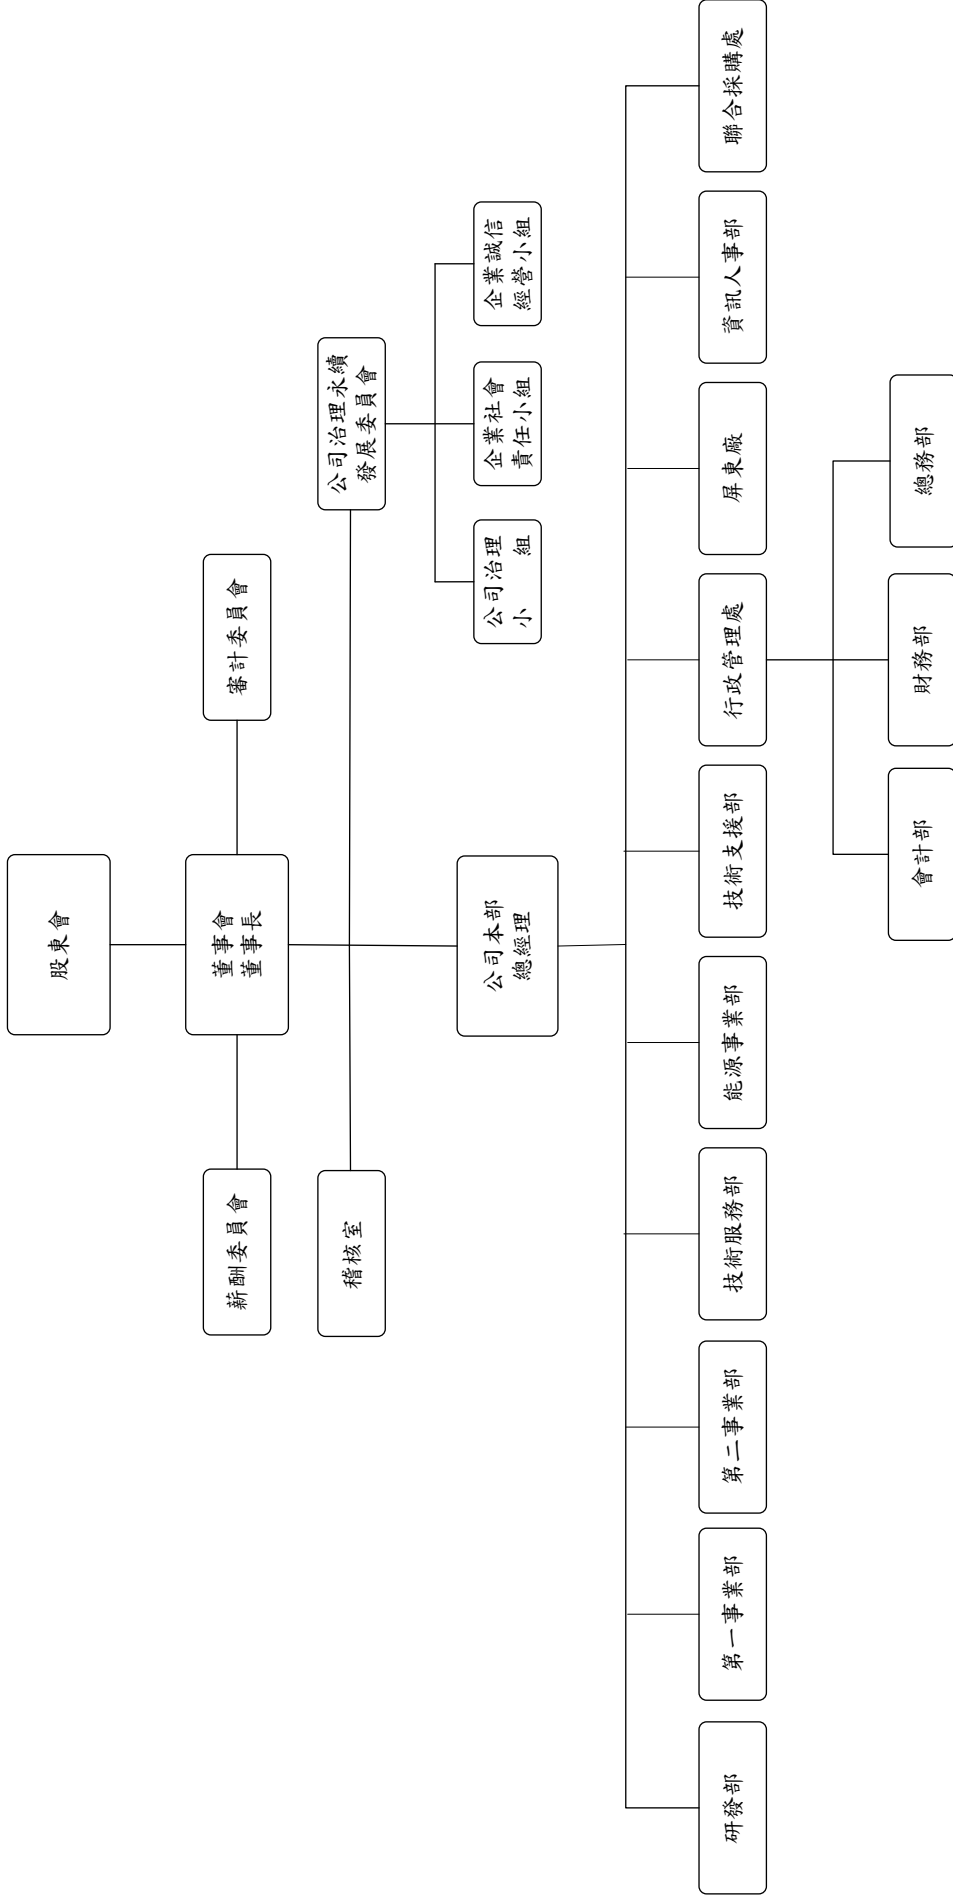 股東會
薪酬委員會
董事會
董事長
審計委員會
稽核室
公司治理永續
發展委員會
公司本部
總經理
公司治理
小 組
企業社會
責任小組
企業誠信
經營小組
研發部
第一事業部
第二事業部
技術服務部
能源事業部
技術支援部
行政管理處
屏東廠
資訊人事部
聯合採購處
會計部
財務部
總務部